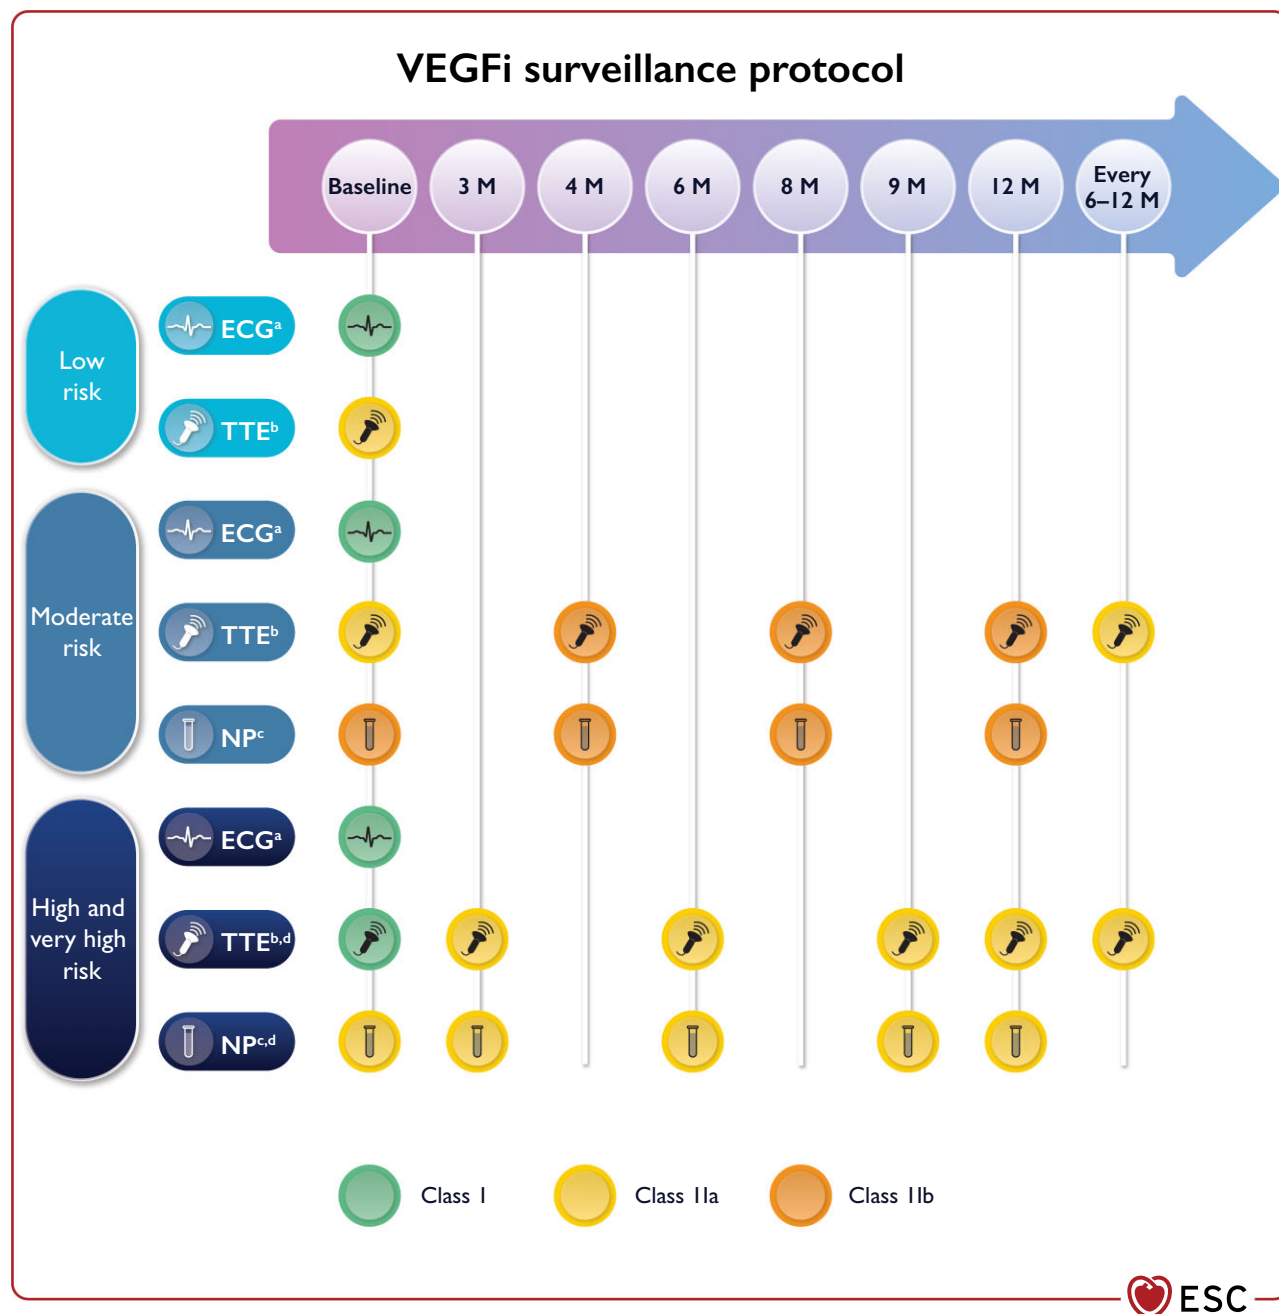 VEGFi surveillance protocol
Baseline
3 M
4 M
6 M
8 M
9 M
12 M
Every
6–12 M
Low
risk
ECGᵃ
TTEᵇ
Moderate
risk
ECGᵃ
TTEᵇ
NPᶜ
High and
very high
risk
ECGᵃ
TTEᵇ,ᵈ
NPᶜ,ᵈ
Class I
Class IIa
Class IIb
ESC